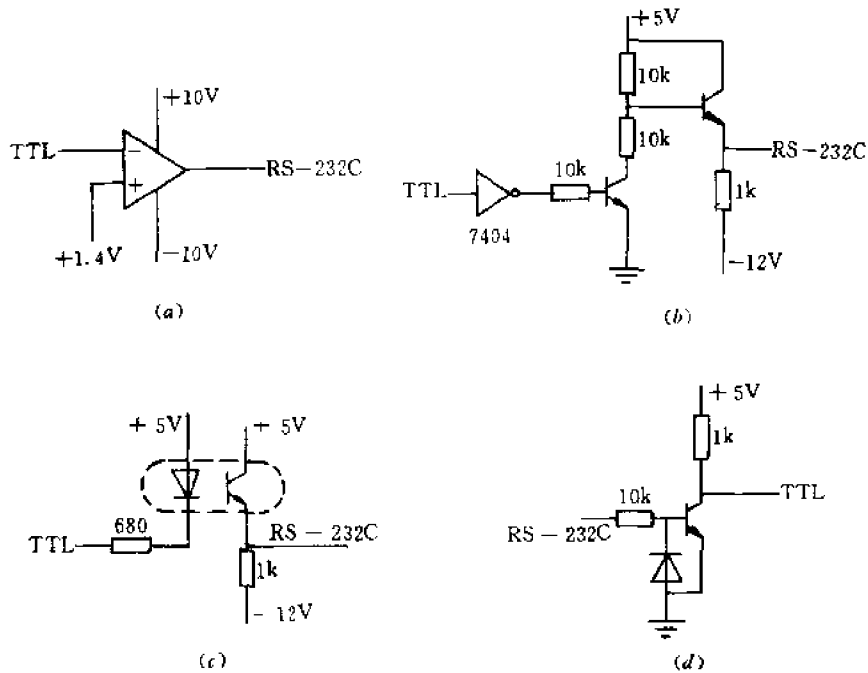 +10V
TTL
−
+
RS−232C
+1.4V
−10V
(a)
+5V
10k
10k
TTL
7404
10k
RS−232C
1k
−12V
(b)
+ 5V
+ 5V
TTL
680
RS − 232C
1k
− 12V
(c)
+ 5V
1k
10k
TTL
RS − 232C
(d)